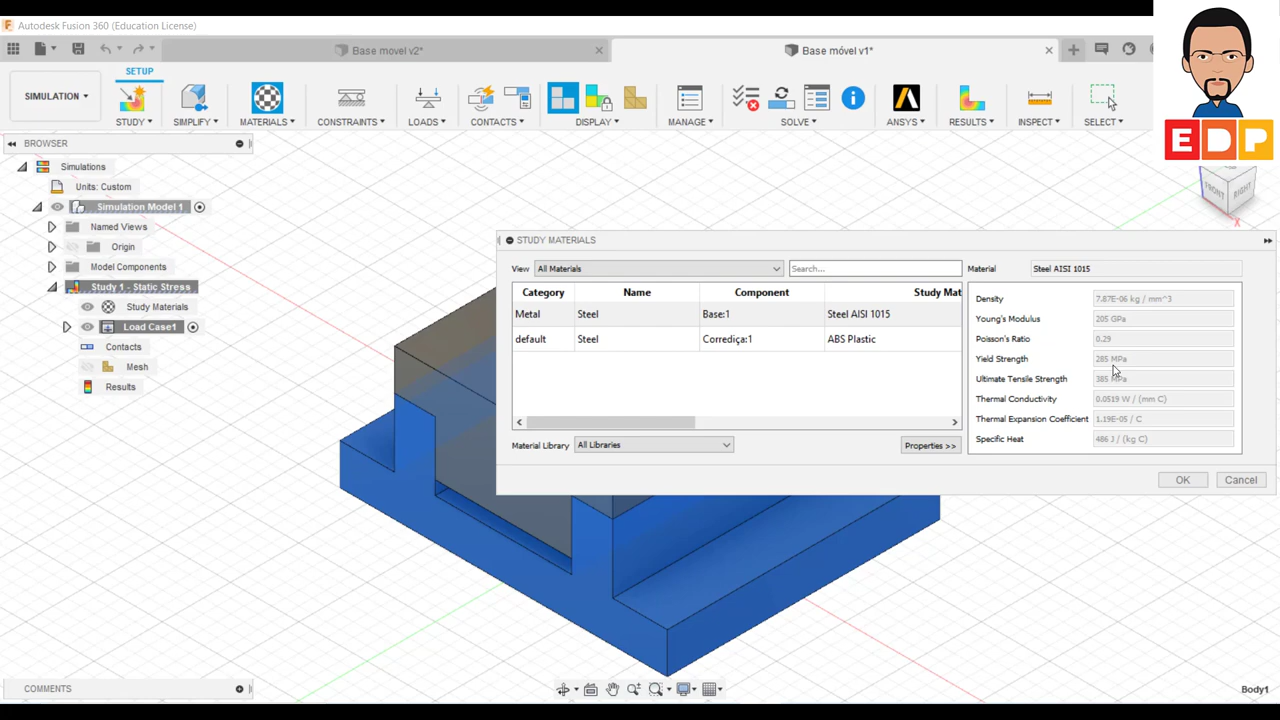 Autodesk Fusion 360 (Education License)
Base movel v2*
Base móvel v1*
SETUP
SIMULATION
STUDY
SIMPLIFY
MATERIALS
CONSTRAINTS
LOADS
CONTACTS
DISPLAY
MANAGE
SOLVE
ANSYS
RESULTS
INSPECT
SELECT
EDP
BROWSER
Simulations
Units: Custom
Simulation Model 1
Named Views
Origin
Model Components
Study 1 - Static Stress
Study Materials
Load Case1
Contacts
Mesh
Results
FRONT
RIGHT
X
STUDY MATERIALS
View All Materials Search...
Category Name Component Study Mat
Metal Steel Base:1 Steel AISI 1015
default Steel Corrediça:1 ABS Plastic
Material Library All Libraries Properties >>
Material Steel AISI 1015
Density 7.87E-06 kg / mm^3
Young's Modulus 205 GPa
Poisson's Ratio 0.29
Yield Strength 285 MPa
Ultimate Tensile Strength 385 MPa
Thermal Conductivity 0.0519 W / (mm C)
Thermal Expansion Coefficient 1.19E-05 / C
Specific Heat 486 J / (kg C)
OK Cancel
COMMENTS
Body1